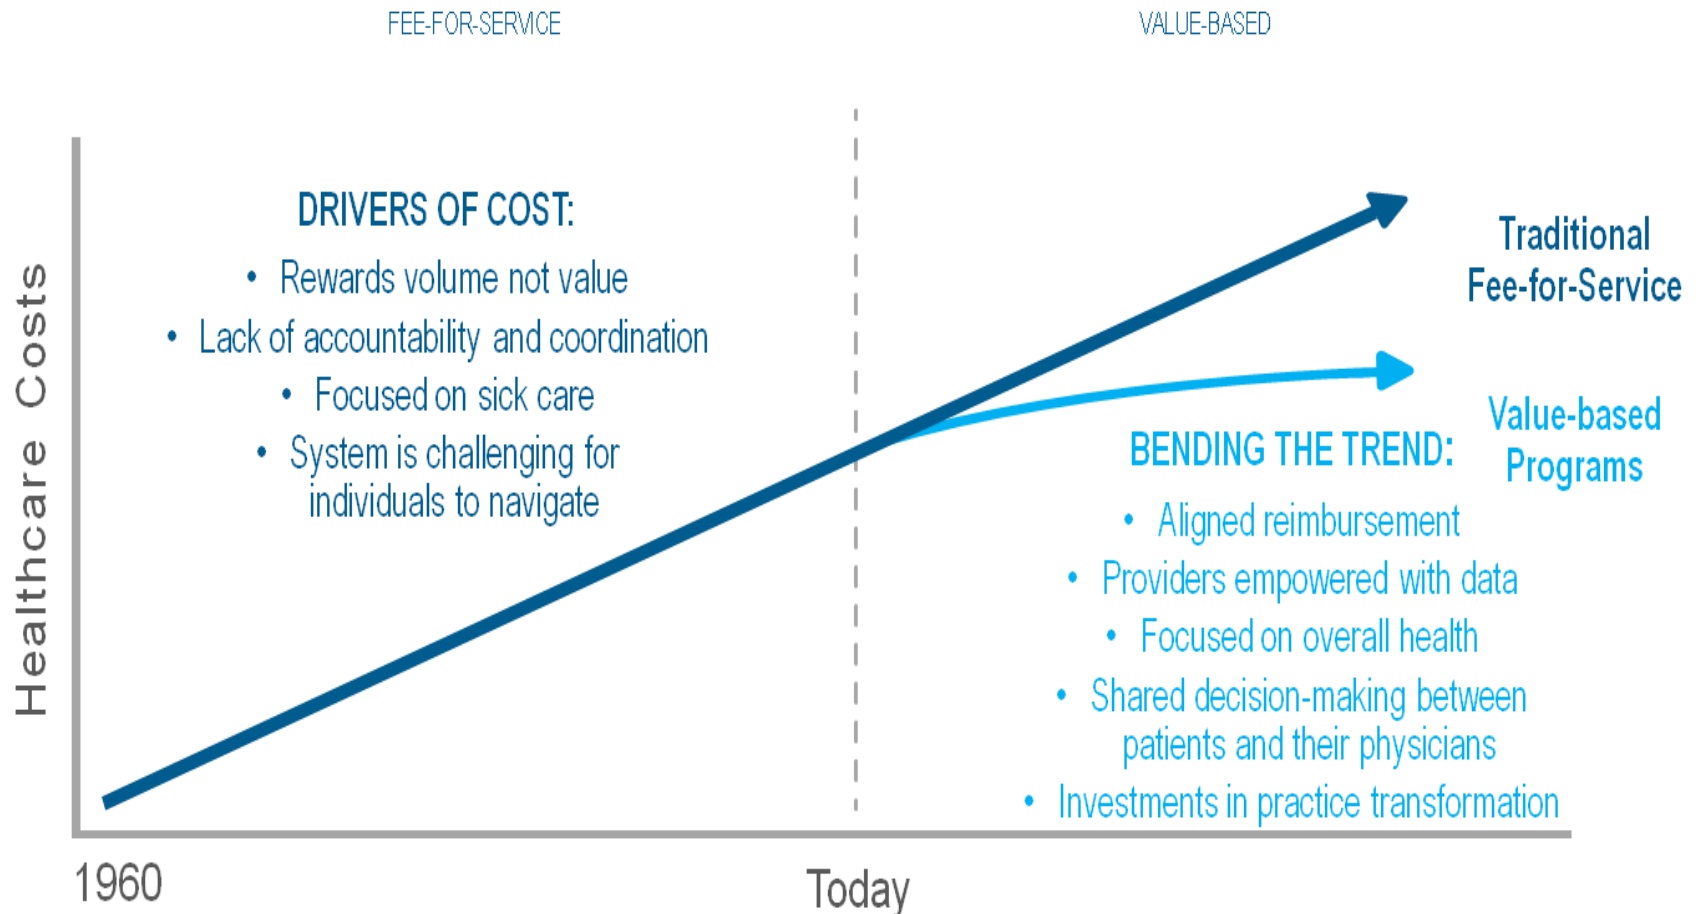 FEE-FOR-SERVICE
VALUE-BASED
Healthcare Costs
DRIVERS OF COST:
• Rewards volume not value
• Lack of accountability and coordination
• Focused on sick care
• System is challenging for
individuals to navigate
Traditional
Fee-for-Service
Value-based
Programs
BENDING THE TREND:
• Aligned reimbursement
• Providers empowered with data
• Focused on overall health
• Shared decision-making between
patients and their physicians
• Investments in practice transformation
1960
Today